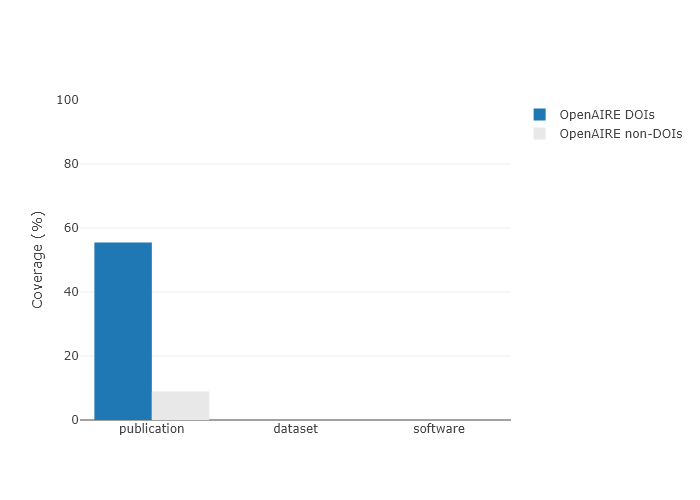 100
80
60
40
20
0
Coverage (%)
publication
dataset
software
OpenAIRE DOIs
OpenAIRE non-DOIs